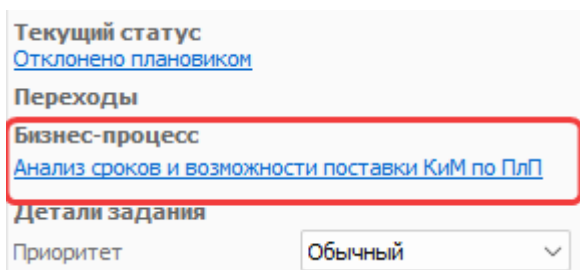 Текущий статус
Отклонено плановиком
Переходы
Бизнес-процесс
Анализ сроков и возможности поставки КиМ по ПлП
Детали задания
Приоритет Обычный